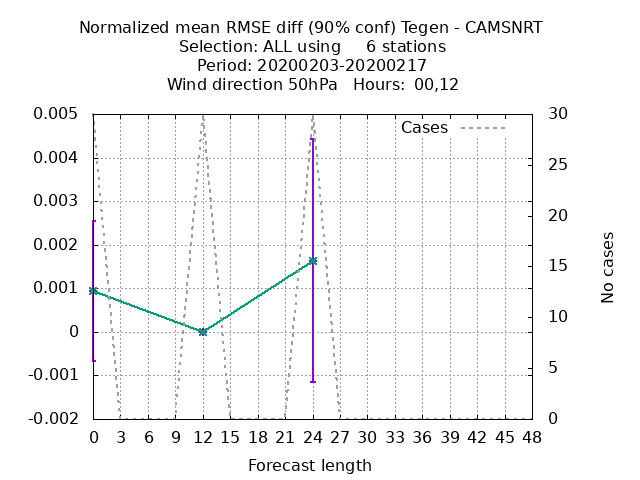 Normalized mean RMSE diff (90% conf) Tegen - CAMSNRT
Selection: ALL using     6 stations
Period: 20200203-20200217
Wind direction 50hPa   Hours:  00,12
Cases
0.005
0.004
0.003
0.002
0.001
0
-0.001
-0.002
30
25
20
15
10
5
0
No cases
0 3 6 9 12 15 18 21 24 27 30 33 36 39 42 45 48
Forecast length